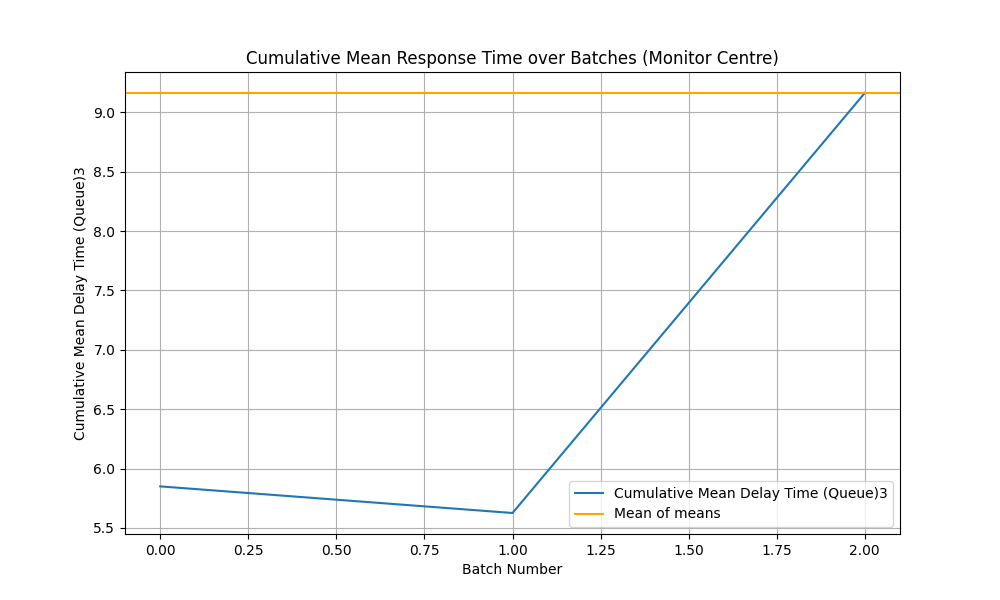 Cumulative Mean Response Time over Batches (Monitor Centre)
Cumulative Mean Delay Time (Queue)3
9.0
8.5
8.0
7.5
7.0
6.5
6.0
5.5
0.00 0.25 0.50 0.75 1.00 1.25 1.50 1.75 2.00
Batch Number
Cumulative Mean Delay Time (Queue)3
Mean of means